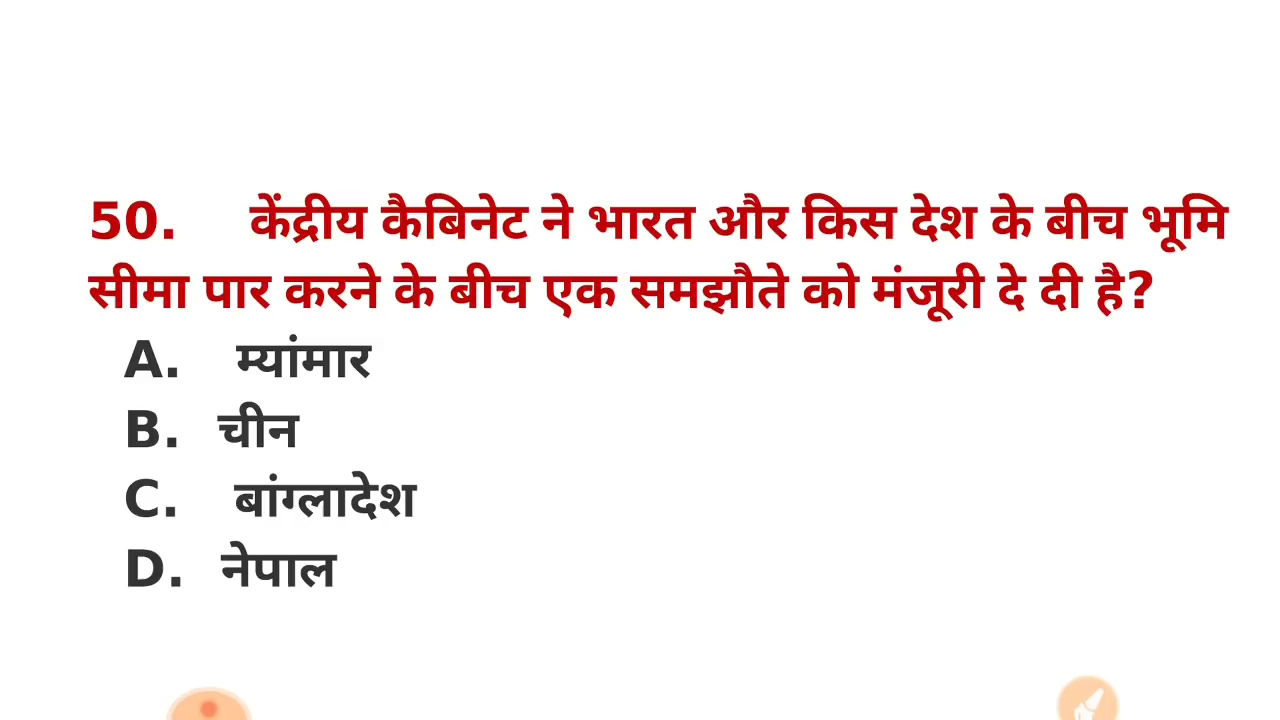 50. केंद्रीय कैबिनेट ने भारत और किस देश के बीच भूमि
सीमा पार करने के बीच एक समझौते को मंजूरी दे दी है?
A. म्यांमार
B. चीन
C. बांग्लादेश
D. नेपाल